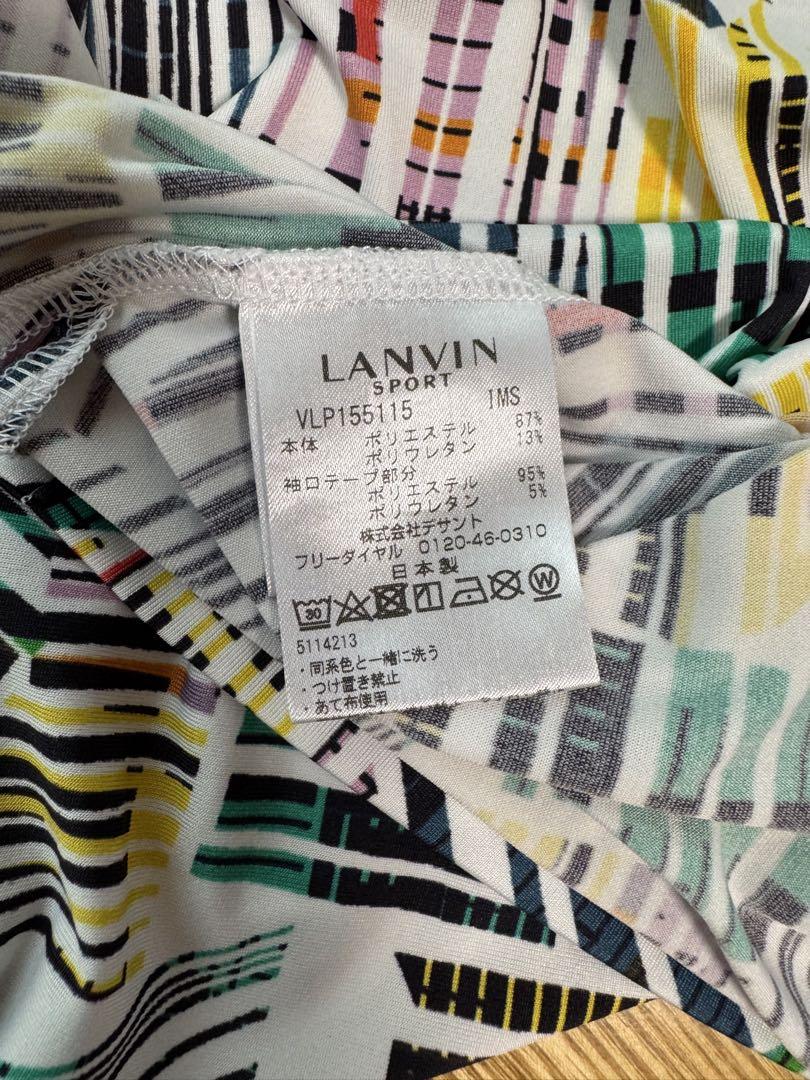 LANVIN
SPORT
VLP155115 IMS
本体 ポリエステル 87%
ポリウレタン 13%
袖口テープ部分
ポリエステル 95%
ポリウレタン 5%
株式会社デサント
フリーダイヤル 0120-46-0310
日本製
30 W
5114213
・同系色と一緒に洗う
・つけ置き禁止
・あて布使用